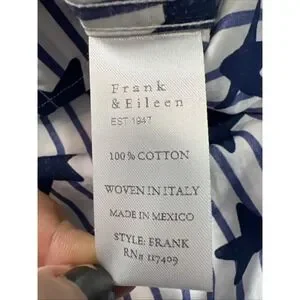 Frank
& Eileen
EST 1947
100% COTTON
WOVEN IN ITALY
MADE IN MEXICO
STYLE: FRANK
RN# 117409